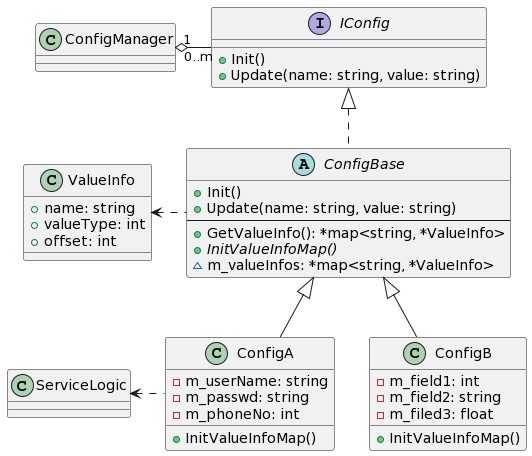 I IConfig
Init()
Update(name: string, value: string)
C ConfigManager
1
0..m
A ConfigBase
Init()
Update(name: string, value: string)
GetValueInfo(): *map<string, *ValueInfo>
InitValueInfoMap()
~ m_valueInfos: *map<string, *ValueInfo>
C ValueInfo
name: string
valueType: int
offset: int
C ConfigA
m_userName: string
m_passwd: string
m_phoneNo: int
InitValueInfoMap()
C ConfigB
m_field1: int
m_field2: string
m_filed3: float
InitValueInfoMap()
C ServiceLogic